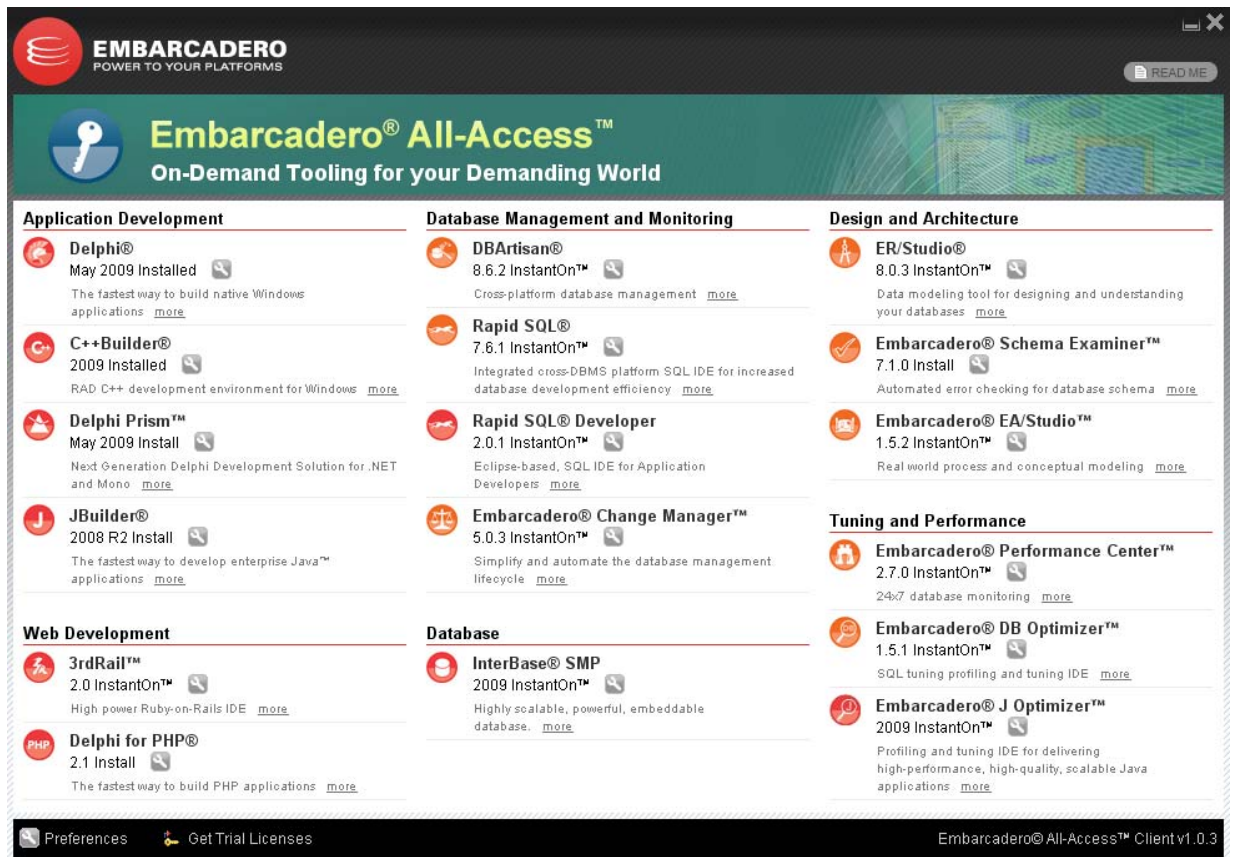 EMBARCADERO
POWER TO YOUR PLATFORMS
READ ME
Embarcadero® All-Access™
On-Demand Tooling for your Demanding World
Application Development
Delphi®
May 2009 Installed
The fastest way to build native Windows
applications more
C++Builder®
2009 Installed
RAD C++ development environment for Windows more
Delphi Prism™
May 2009 Install
Next Generation Delphi Development Solution for .NET
and Mono more
JBuilder®
2008 R2 Install
The fastest way to develop enterprise Java™
applications more
Web Development
3rdRail™
2.0 InstantOn™
High power Ruby-on-Rails IDE more
Delphi for PHP®
2.1 Install
The fastest way to build PHP applications more
Database Management and Monitoring
DBArtisan®
8.6.2 InstantOn™
Cross-platform database management more
Rapid SQL®
7.6.1 InstantOn™
Integrated cross-DBMS platform SQL IDE for increased
database development efficiency more
Rapid SQL® Developer
2.0.1 InstantOn™
Eclipse-based, SQL IDE for Application
Developers more
Embarcadero® Change Manager™
5.0.3 InstantOn™
Simplify and automate the database management
lifecycle more
Database
InterBase® SMP
2009 InstantOn™
Highly scalable, powerful, embeddable
database. more
Design and Architecture
ER/Studio®
8.0.3 InstantOn™
Data modeling tool for designing and understanding
your databases more
Embarcadero® Schema Examiner™
7.1.0 Install
Automated error checking for database schema more
Embarcadero® EA/Studio™
1.5.2 InstantOn™
Real world process and conceptual modeling more
Tuning and Performance
Embarcadero® Performance Center™
2.7.0 InstantOn™
24x7 database monitoring more
Embarcadero® DB Optimizer™
1.5.1 InstantOn™
SQL tuning profiling and tuning IDE more
Embarcadero® J Optimizer™
2009 InstantOn™
Profiling and tuning IDE for delivering
high-performance, high-quality, scalable Java
applications more
C++
J
PHP
DB
J
Preferences
Get Trial Licenses
Embarcadero© All-Access™ Client v1.0.3